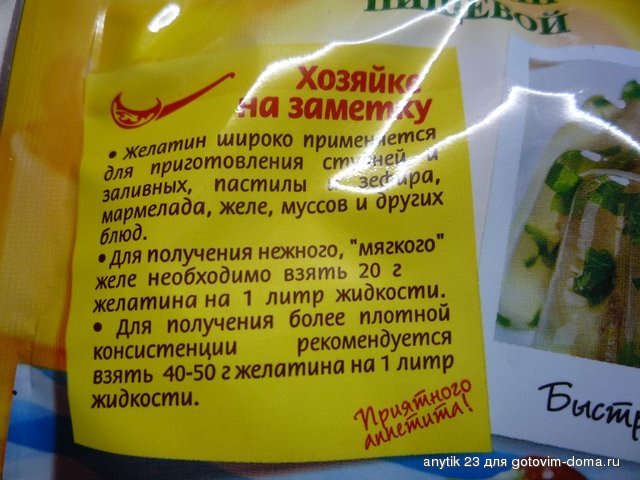 ПИЩЕВОЙ
Хозяйке
на заметку
• Желатин широко применяется
для приготовления студней и
заливных, пастилы и зефира,
мармелада, желе, муссов и других
блюд.
• Для получения нежного, "мягкого"
желе необходимо взять 20 г
желатина на 1 литр жидкости.
• Для получения более плотной
консистенции рекомендуется
взять 40-50 г желатина на 1 литр
жидкости.
Приятного
аппетита!
Быстр
anytik 23 для gotovim-doma.ru